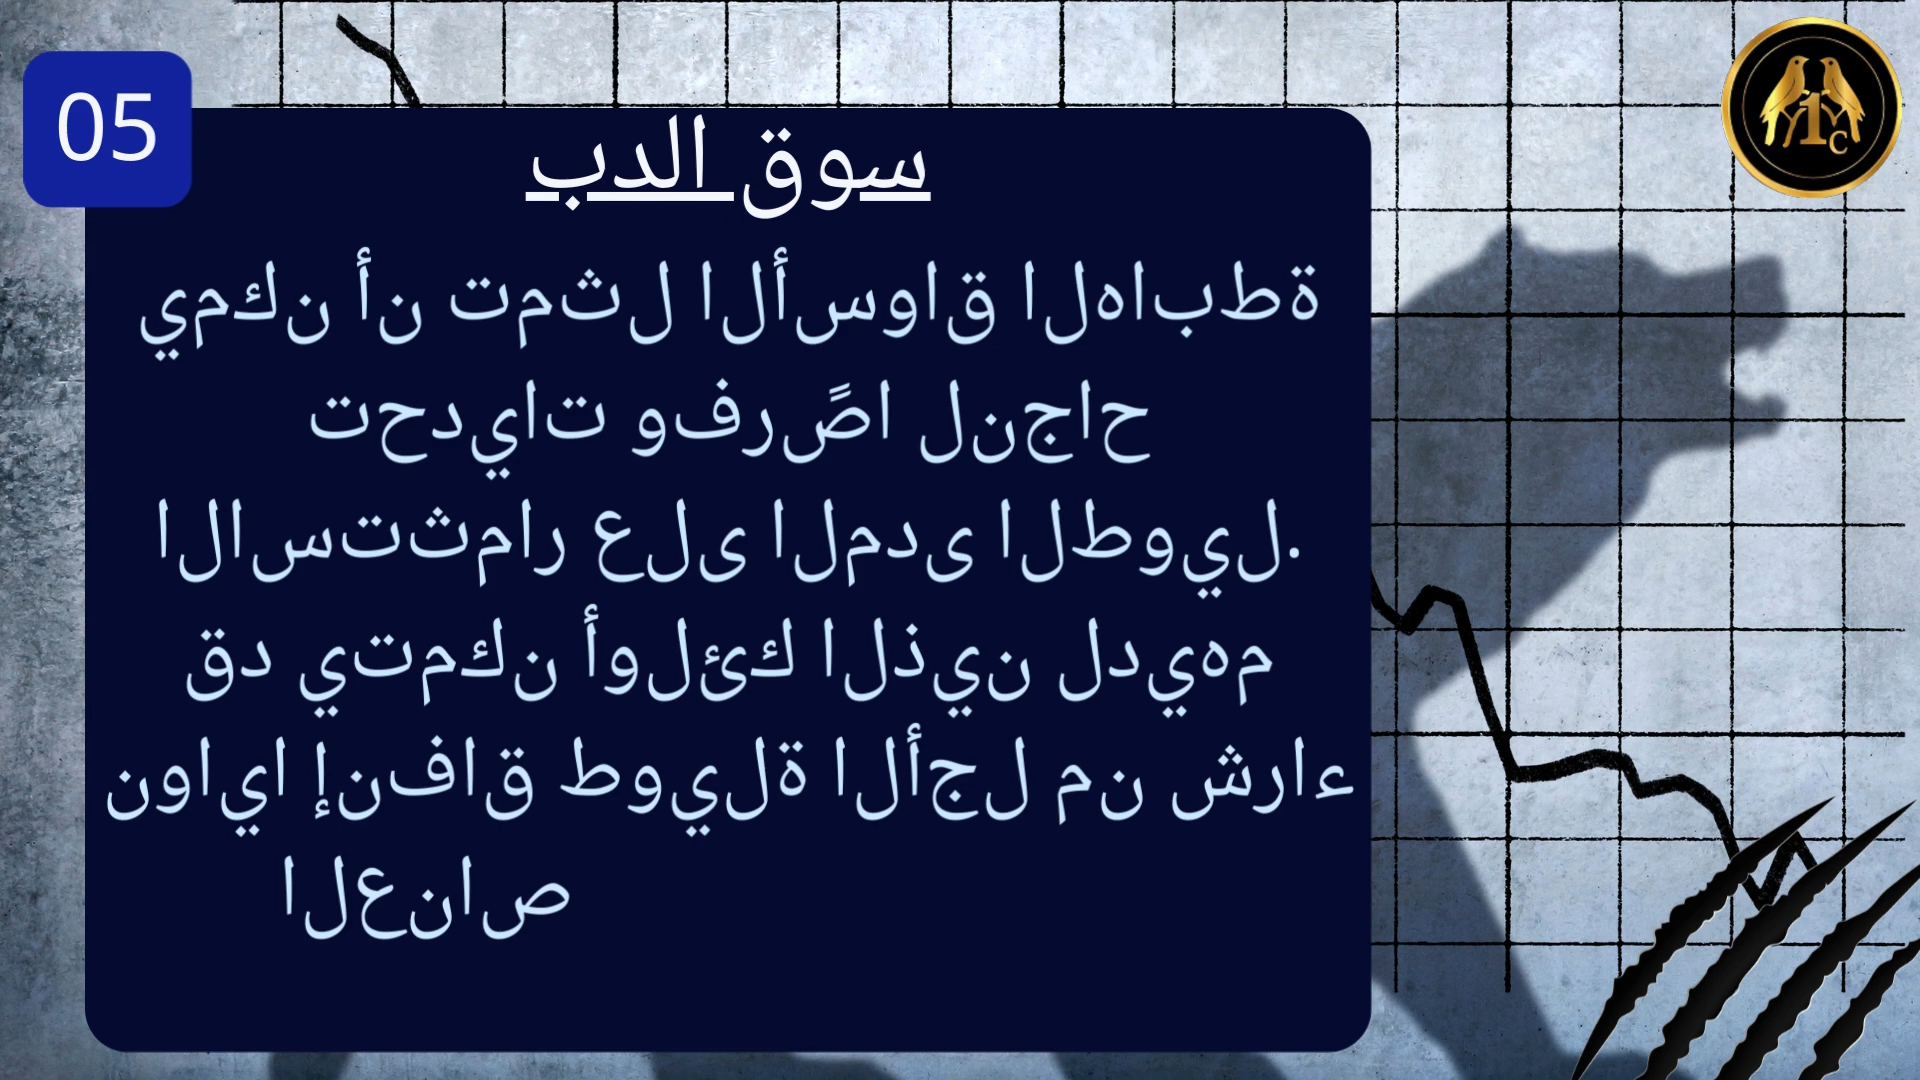 05
سوق الدب
يمكن أن تمثل الأسواق الهابطة
تحديات وفرصًا لنجاح
الاستثمار على المدى الطويل.
قد يتمكن أولئك الذين لديهم
نوايا إنفاق طويلة الأجل من شراء
العناص
1C